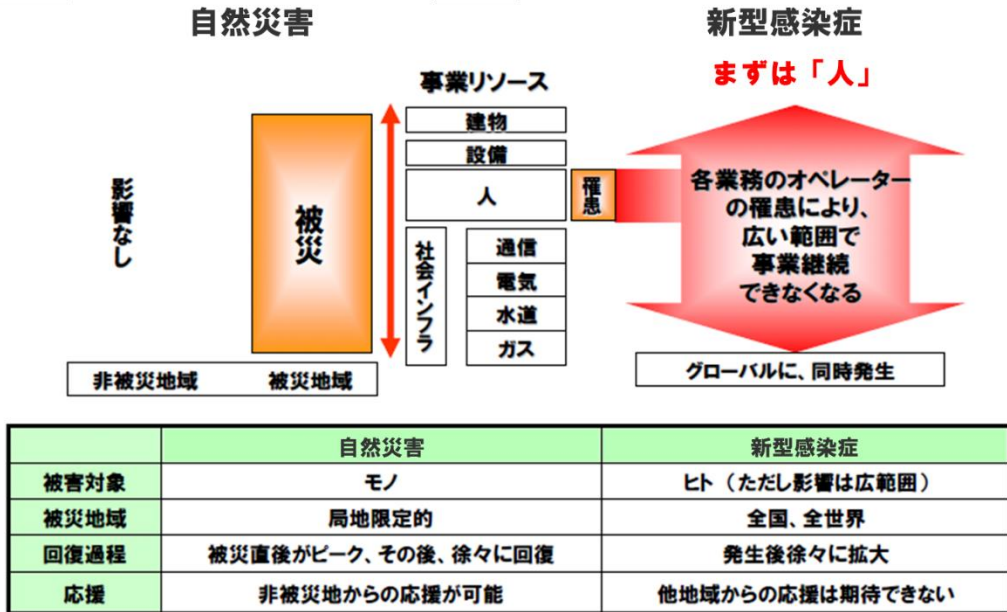 自然災害
新型感染症
まずは「人」
事業リソース
建物
設備
人
罹患
影響なし
被災
社会インフラ
通信
電気
水道
ガス
各業務のオペレーター
の罹患により、
広い範囲で
事業継続
できなくなる
非被災地域 被災地域
グローバルに、同時発生
自然災害 新型感染症
被害対象 モノ ヒト（ただし影響は広範囲）
被災地域 局地限定的 全国、全世界
回復過程 被災直後がピーク、その後、徐々に回復 発生後徐々に拡大
応援 非被災地からの応援が可能 他地域からの応援は期待できない